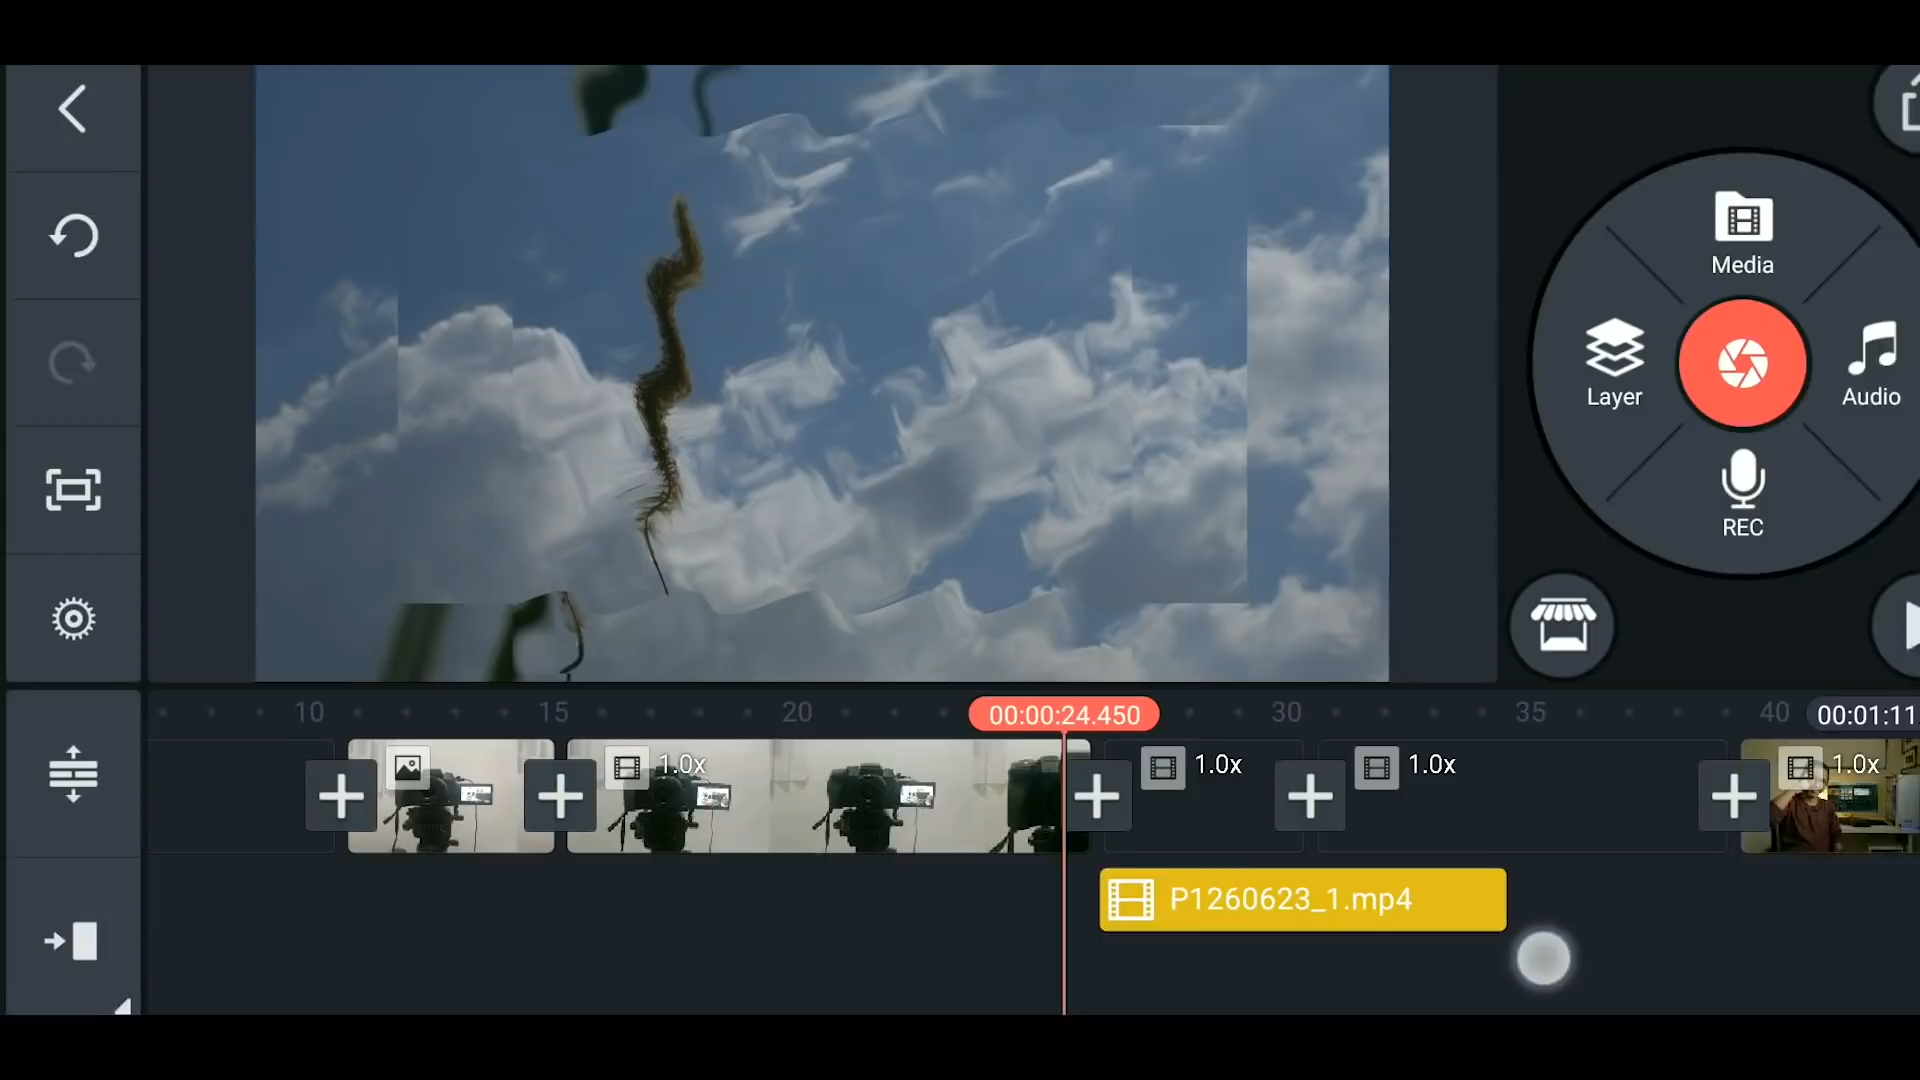 Media
Layer
Audio
REC
10
15
20
00:00:24.450
30
35
40
00:01:11
1.0x
1.0x
1.0x
1.0x
P1260623_1.mp4